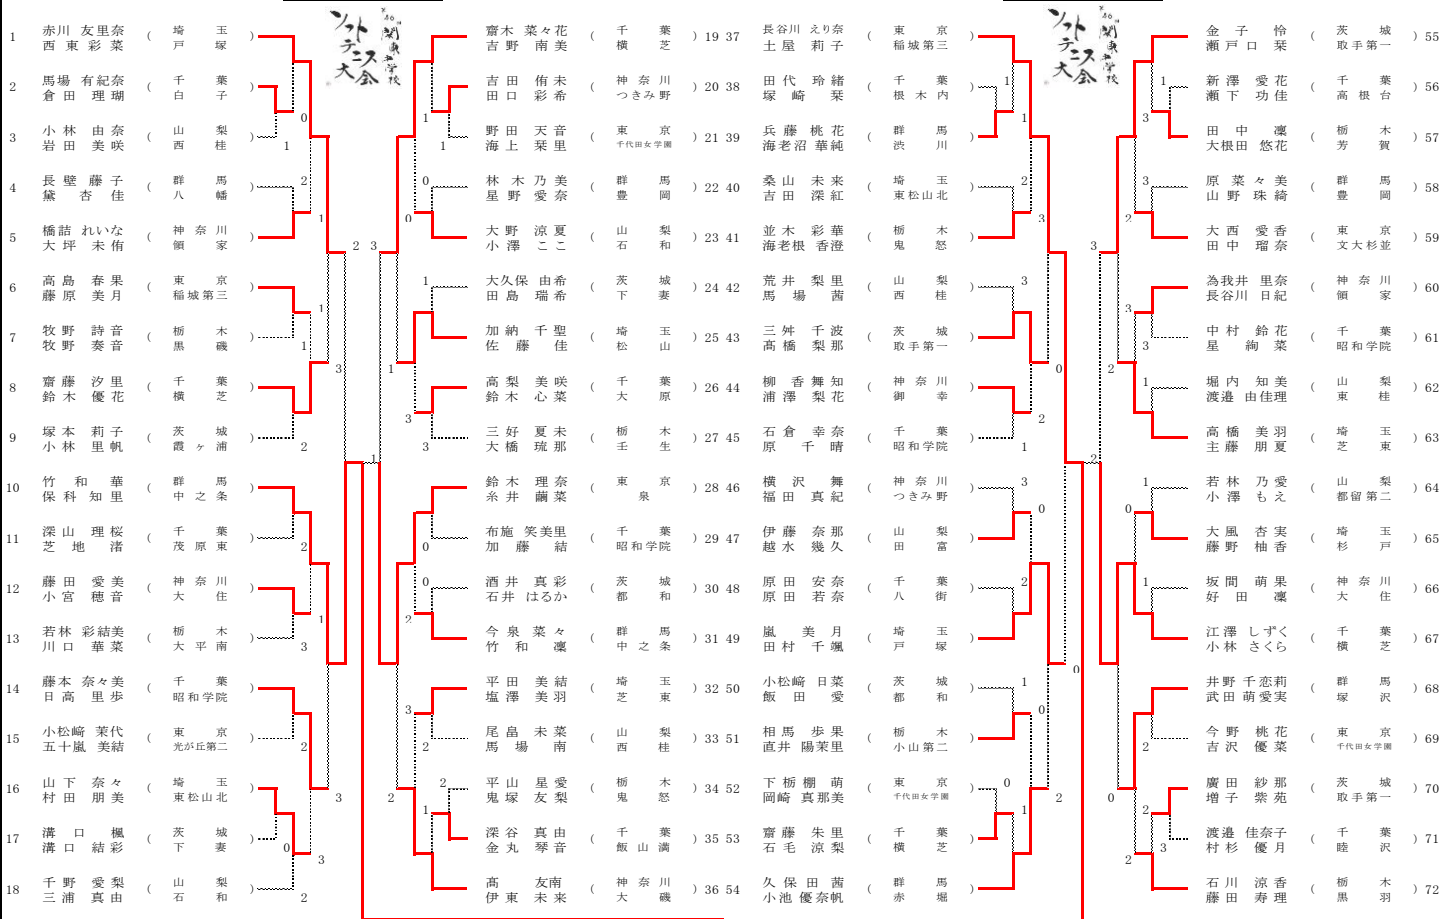 第50回
関東中学校
ソフト
テニス
大会
1 赤川 友里奈 ( 埼玉 )
西東 彩菜 戸塚
2 馬場 有紀奈 ( 千葉 )
倉田 理瑚 白子
3 小林 由奈 ( 山梨 )
岩田 美咲 西桂
4 長壁 藤子 ( 群馬 )
黛 杏佳 八幡
5 橋詰 れいな ( 神奈川 )
大坪 未侑 領家
6 高島 春果 ( 東京 )
藤原 美月 稲城第三
7 牧野 詩音 ( 栃木 )
牧野 奏音 黒磯
8 齋藤 汐里 ( 千葉 )
鈴木 優花 横芝
9 塚本 莉子 ( 茨城 )
小林 里帆 霞ヶ浦
10 竹和 華 ( 群馬 )
保科 知里 中之条
11 深山 理桜 ( 千葉 )
芝地 渚 茂原東
12 藤田 愛美 ( 神奈川 )
小宮 穂音 大住
13 若林 彩結美 ( 栃木 )
川口 華菜 大平南
14 藤本 奈々美 ( 千葉 )
日高 里歩 昭和学院
15 小松﨑 茉代 ( 東京 )
五十嵐 美結 光が丘第二
16 山下 奈々 ( 埼玉 )
村田 朋美 東松山北
17 溝口 楓 ( 茨城 )
溝口 結彩 下妻
18 千野 愛梨 ( 山梨 )
三浦 真由 石和
齋木 菜々花 ( 千葉 ) 19
吉野 南美 横芝
吉田 侑未 ( 神奈川 ) 20
田口 彩希 つきみ野
野田 天音 ( 東京 ) 21
海上 栞里 千代田女学園
林 木乃美 ( 群馬 ) 22
星野 愛奈 豊岡
大野 涼夏 ( 山梨 ) 23
小澤 ここ 石和
大久保 由希 ( 茨城 ) 24
田島 瑞希 下妻
加納 千聖 ( 埼玉 ) 25
佐藤 佳 松山
高梨 美咲 ( 千葉 ) 26
鈴木 心菜 大原
三好 夏未 ( 栃木 ) 27
大橋 琉那 壬生
鈴木 理奈 ( 東京 ) 28
糸井 繭菜 泉
布施 笑美里 ( 千葉 ) 29
加藤 結 昭和学院
酒井 真彩 ( 茨城 ) 30
石井 はるか 都和
今泉 菜々 ( 群馬 ) 31
竹和 凜 中之条
平田 美結 ( 埼玉 ) 32
塩澤 美羽 芝東
尾畠 未菜 ( 山梨 ) 33
馬場 南 西桂
平山 星愛 ( 栃木 ) 34
鬼塚 友梨 鬼怒
深谷 真由 ( 千葉 ) 35
金丸 琴音 飯山満
髙 友南 ( 神奈川 ) 36
伊東 未来 大磯
37 長谷川 えり奈 ( 東京 )
土屋 莉子 稲城第三
38 田代 玲緒 ( 千葉 )
塚崎 栞 根木内
39 兵藤 桃花 ( 群馬 )
海老沼 華純 渋川
40 桑山 未来 ( 埼玉 )
吉田 深紅 東松山北
41 並木 彩華 ( 栃木 )
海老根 香澄 鬼怒
42 荒井 梨里 ( 山梨 )
馬場 茜 西桂
43 三舛 千波 ( 茨城 )
髙橋 梨那 取手第一
44 柳 香舞知 ( 神奈川 )
浦澤 梨花 御幸
45 石倉 幸奈 ( 千葉 )
原 千晴 昭和学院
46 横沢 舞 ( 神奈川 )
福田 真紀 つきみ野
47 伊藤 奈那 ( 山梨 )
越水 幾久 田富
48 原田 安奈 ( 千葉 )
原田 若奈 八街
49 嵐 美月 ( 埼玉 )
田村 千颯 戸塚
50 小松﨑 日菜 ( 茨城 )
飯田 愛 都和
51 相馬 歩果 ( 栃木 )
直井 陽茉里 小山第二
52 下栃棚 萌 ( 東京 )
岡崎 真那美 千代田女学園
53 齋藤 朱里 ( 千葉 )
石毛 涼梨 横芝
54 久保田 茜 ( 群馬 )
小池 優奈帆 赤堀
金子 怜 ( 茨城 ) 55
瀬戸口 栞 取手第一
新澤 愛花 ( 千葉 ) 56
瀬下 功佳 高根台
田中 凜 ( 栃木 ) 57
大根田 悠花 芳賀
原 菜々美 ( 群馬 ) 58
山野 珠綺 豊岡
大西 愛香 ( 東京 ) 59
田中 瑠奈 文大杉並
為我井 里奈 ( 神奈川 ) 60
長谷川 日紀 領家
中村 鈴花 ( 千葉 ) 61
星 絢菜 昭和学院
堀内 知美 ( 山梨 ) 62
渡邉 由佳理 東桂
高橋 美羽 ( 埼玉 ) 63
主藤 朋夏 芝東
若林 乃愛 ( 山梨 ) 64
小澤 もえ 都留第二
大風 杏実 ( 埼玉 ) 65
藤野 柚香 杉戸
坂間 萌果 ( 神奈川 ) 66
好田 凜 大住
江澤 しずく ( 千葉 ) 67
小林 さくら 横芝
井野 千恋莉 ( 群馬 ) 68
武田 萌愛実 塚沢
今野 桃花 ( 東京 ) 69
吉沢 優菜 千代田女学園
廣田 紗那 ( 茨城 ) 70
増子 紫苑 取手第一
渡邉 佳奈子 ( 千葉 ) 71
村杉 優月 睦沢
石川 涼香 ( 栃木 ) 72
藤田 寿理 黒羽